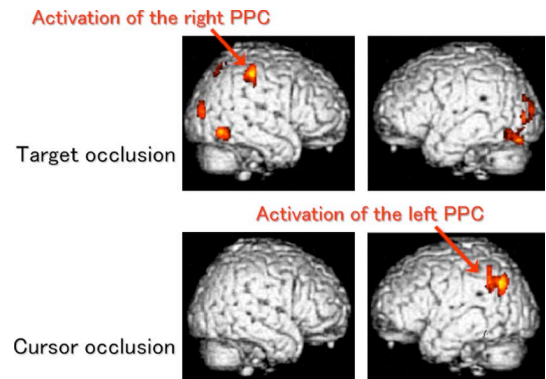 Activation of the right PPC
Target occlusion
Activation of the left PPC
Cursor occlusion